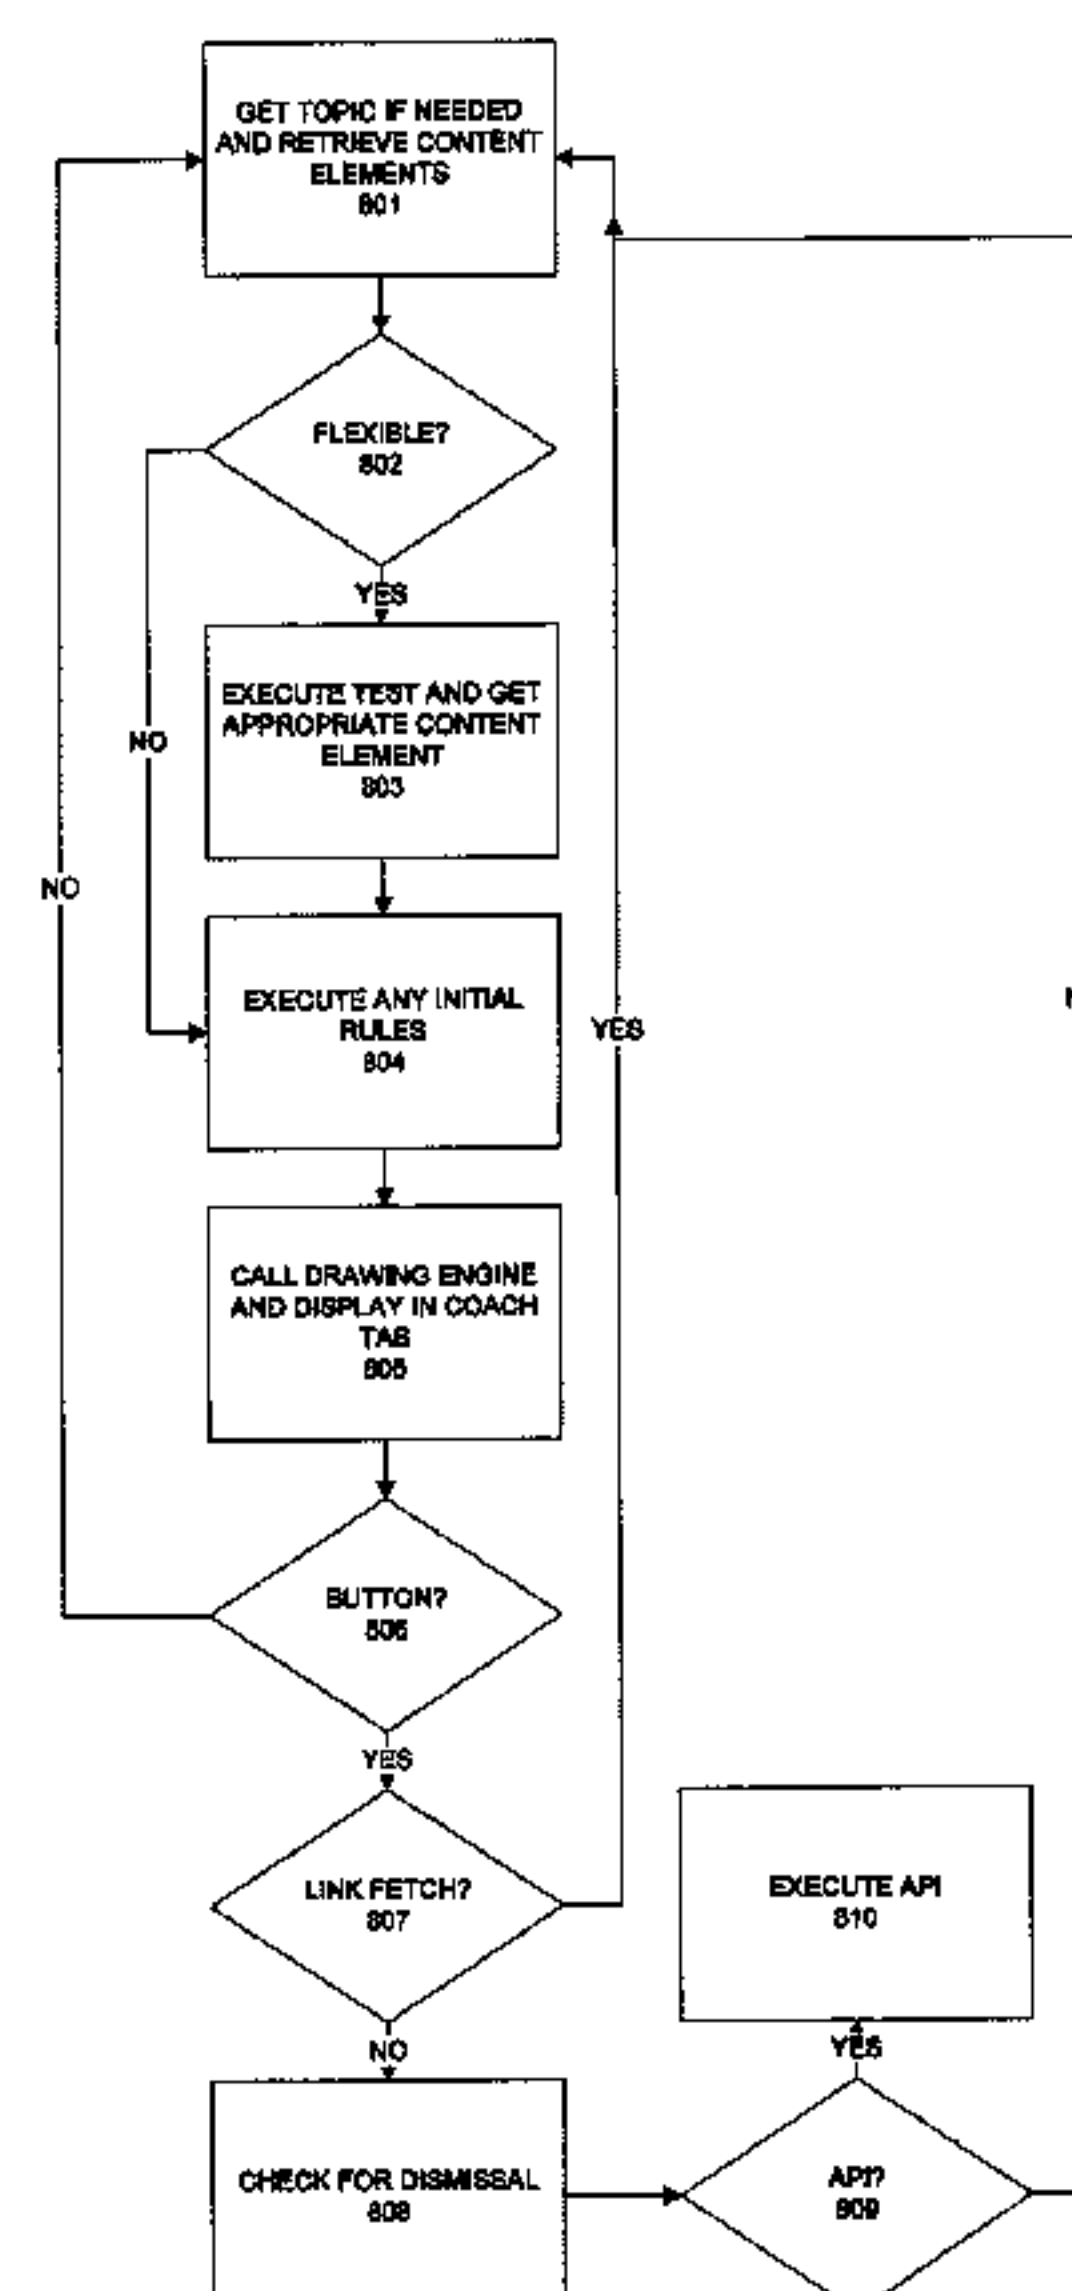 GET TOPIC IF NEEDED
AND RETRIEVE CONTENT
ELEMENTS
801
FLEXIBLE?
802
YES
EXECUTE TEST AND GET
APPROPRIATE CONTENT
ELEMENT
803
NO
NO
EXECUTE ANY INITIAL
RULES
804
YES
CALL DRAWING ENGINE
AND DISPLAY IN COACH
TAB
805
BUTTON?
806
YES
LINK FETCH?
807
EXECUTE API
810
NO
YES
CHECK FOR DISMISSAL
808
API?
809